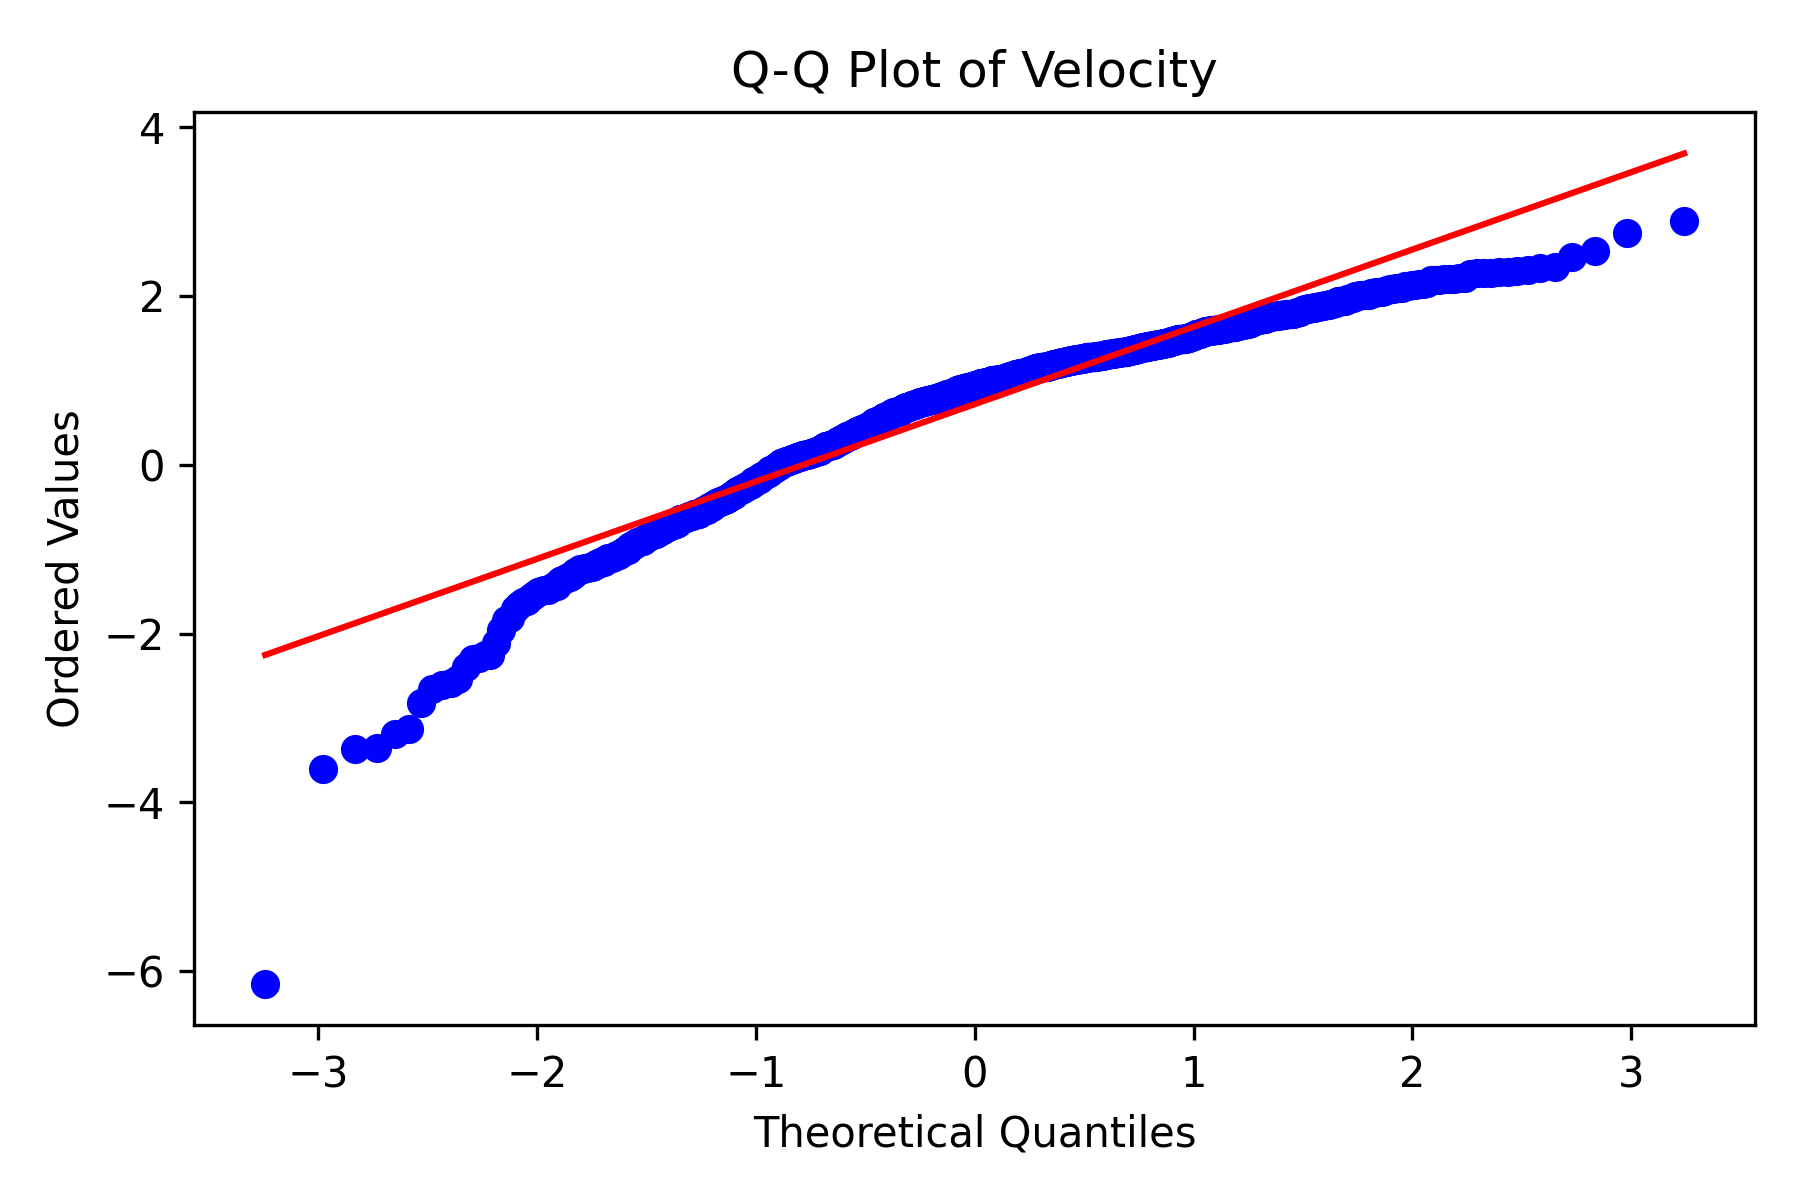 Q-Q Plot of Velocity
4
2
0
−2
−4
−6
Ordered Values
−3 −2 −1 0 1 2 3
Theoretical Quantiles